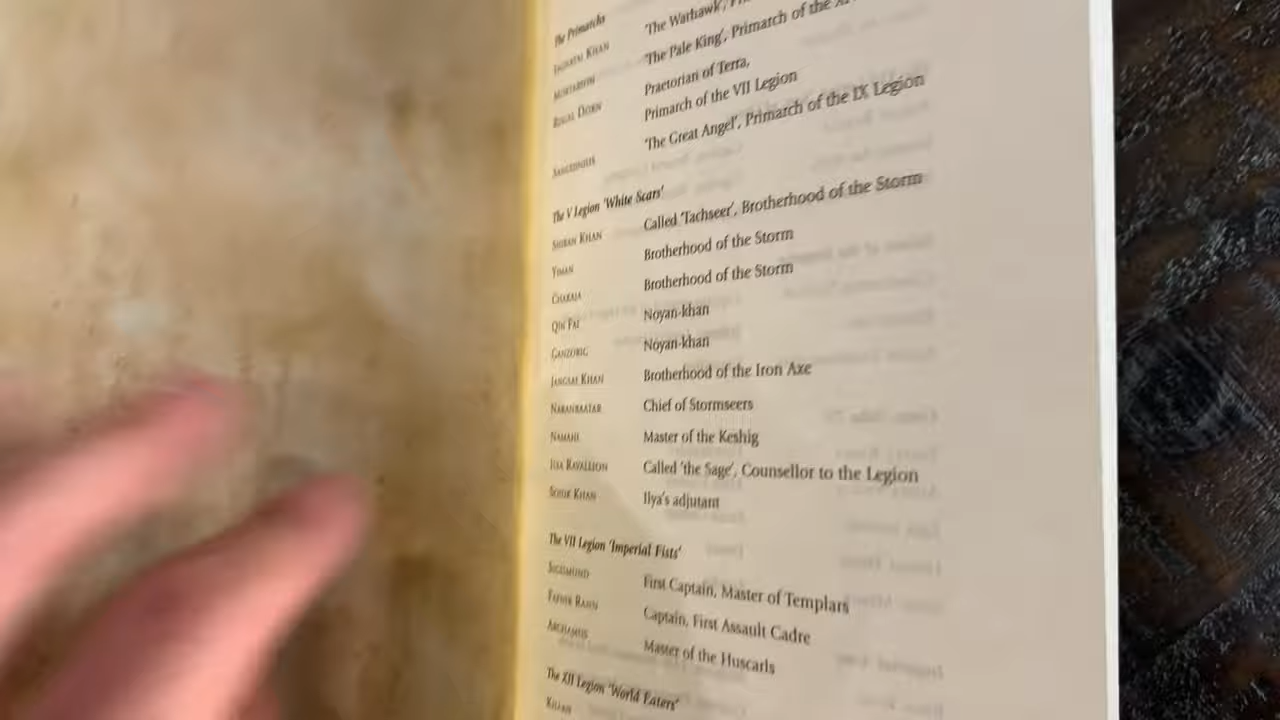 The Primarchs
JAGHATAI KHAN 'The Warhawk',
MORTARION 'The Pale King', Primarch of the
ROGAL DORN Praetorian of Terra,
Primarch of the VII Legion
SANGUINIUS 'The Great Angel', Primarch of the IX Legion
The V Legion 'White Scars'
SHIBAN KHAN Called 'Tachseer', Brotherhood of the Storm
YIMAN Brotherhood of the Storm
CHAKAJA Brotherhood of the Storm
QIN FAI Noyan-khan
GANZORIG Noyan-khan
JANGSAI KHAN Brotherhood of the Iron Axe
NARANBAATAR Chief of Stormseers
NAMAHI Master of the Keshig
ILYA RAVALLION Called 'the Sage', Counsellor to the Legion
SOJUK KHAN Ilya's adjutant
The VII Legion 'Imperial Fists'
SIGISMUND First Captain, Master of Templars
FAFNIR RANN Captain, First Assault Cadre
ARCHAMUS Master of the Huscarls
The XII Legion 'World Eaters'
KHARN